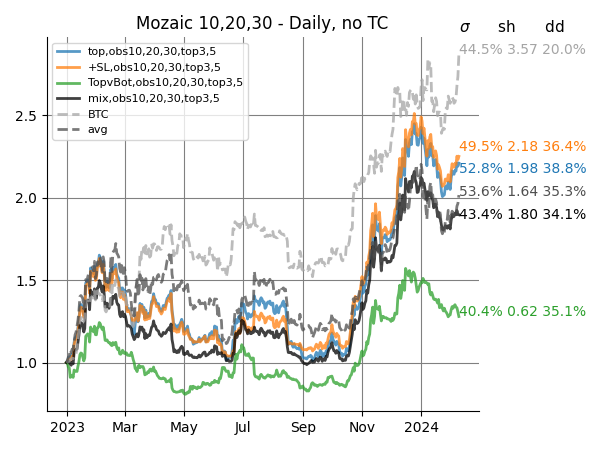 Mozaic 10,20,30 - Daily, no TC
σ sh dd
top,obs10,20,30,top3,5
+SL,obs10,20,30,top3,5
TopvBot,obs10,20,30,top3,5
mix,obs10,20,30,top3,5
BTC
avg
44.5% 3.57 20.0%
49.5% 2.18 36.4%
52.8% 1.98 38.8%
53.6% 1.64 35.3%
43.4% 1.80 34.1%
40.4% 0.62 35.1%
2.5
2.0
1.5
1.0
2023 Mar May Jul Sep Nov 2024